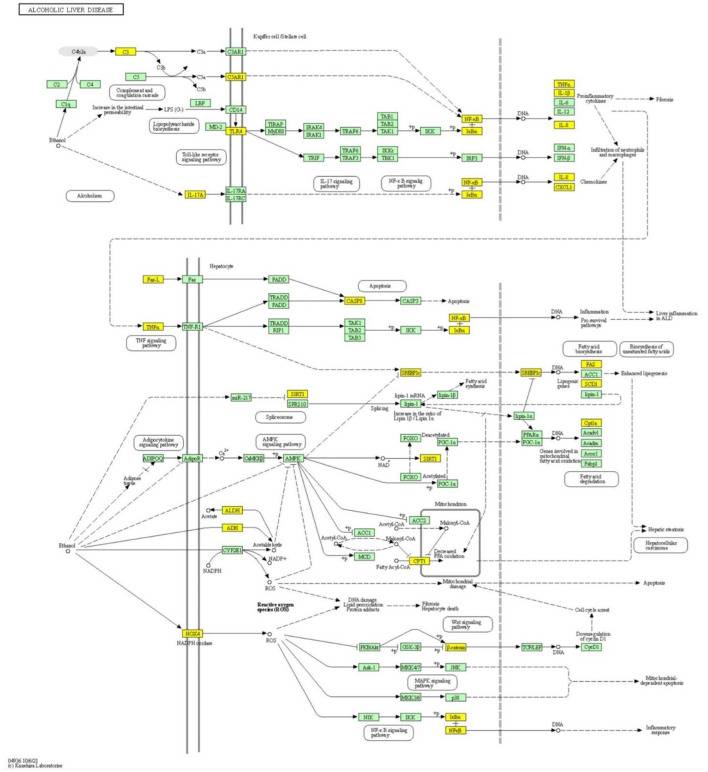 ALCOHOLIC LIVER DISEASE
Kupffer cell /Stellate cell
C4b2a
C3
C3a
C3AR1
C3b
C2
C4
C5
C5a
C5AR1
C5b
C1q
Complement and
coagulation cascade
LBP
Increase in the intestinal
permeability
LPS (G-)
CD14
Lipopolysaccharide
biosynthesis
MD-2
TLR4
TIRAP
MyD88
IRAK4
IRAK1
TRAF6
TAB1
TAB2
TAK1
IKK
+p
NF-κB
IκBα
DNA
TNFα
IL-1β
IL-6
IL-12
IL-8
Proinflammatory
cytokine
Fibrosis
Ethanol
Toll-like receptor
signaling pathway
TRIF
TRAF6
TRAF3
IKKε
TBK1
IRF3
DNA
IFN-α
IFN-β
Infiltration of neutrophils
and macrophages
Alcoholism
IL-17A
IL-17RA
IL-17RC
IL-17 signaling
pathway
NF-κB signaling
pathway
+p
NF-κB
IκBα
DNA
IL-8
CXCL1
Chemokines
Hepatocyte
Fas-L
Fas
FADD
Apoptosis
TRADD
FADD
CASP8
CASP3
Apoptosis
TNFα
TNF-R1
TRADD
RIP1
TAK1
TAB2
TAB3
IKK
+p
NF-κB
IκBα
DNA
Inflammation
Pro-survival
pathways
Liver inflammation
in ALD
TNF signaling
pathway
Fatty acid
biosynthesis
Biosynthesis of
unsaturated fatty acids
SREBP1c
SREBP1c
DNA
FAS
ACC1
SCD1
Lipin-1
Lipogenic
genes
Enhanced lipogenesis
Fatty acid
synthesis
miR-217
SIRT1
SFRS10
Spliceosome
Splicing
lipin-1 mRNA
lipin-1
lipin-1β
Increase in the ratio of
Lipin 1β / Lipin 1α
lipin-1α
Adipocytokine
signaling pathway
AMPK
signaling pathway
ADIPOQ
AdipoR
Ca2+
CaMKKβ
AMPK
NAD
SIRT1
FOXO
Deacetylated
PGC-1α
FOXO
Acetylated
PGC-1α
+p
PPARα
PGC-1α
DNA
Cpt1a
Acadvl
Acadm
Acox1
Fabp1
Genes involved in
mitochondrial
fatty acid oxidation
Fatty acid
degradation
Adipose
tissue
Acetate
ALDH
ADH
Acetaldehyde
Ethanol
CYP2E1
NADP+
NADPH
ROS
+p
ACC1
Acetyl-CoA
Malonyl-CoA
MCD
Mitochondrion
ACC2
Acetyl-CoA
Malonyl-CoA
CPT1
Fatty Acyl-CoA
Decreased
FFA oxidation
Hepatic steatosis
Hepatocellular
carcinoma
Mitochondrial
damage
Apoptosis
Reactive oxygen
species (ROS)
DNA damage
Lipid peroxidation
Protein adducts
Fibrosis
Hepatocyte death
Cell cycle arrest
NOX4
NADPH oxidase
ROS
Wnt signaling
pathway
PKB/Akt
+p
GSK-3β
+p
β-catenin
TCF/LEF
DNA
CycD1
Downregulation
of cyclin D1
Ask-1
MKK4/7
JNK
MAPK signaling
pathway
MKK3/6
p38
Mitochondrial-
dependent apoptosis
NIK
IKK
+p
IκBα
NFκB
DNA
Inflammatory
response
NF-κB signaling
pathway
(c) Kanehisa Laboratories